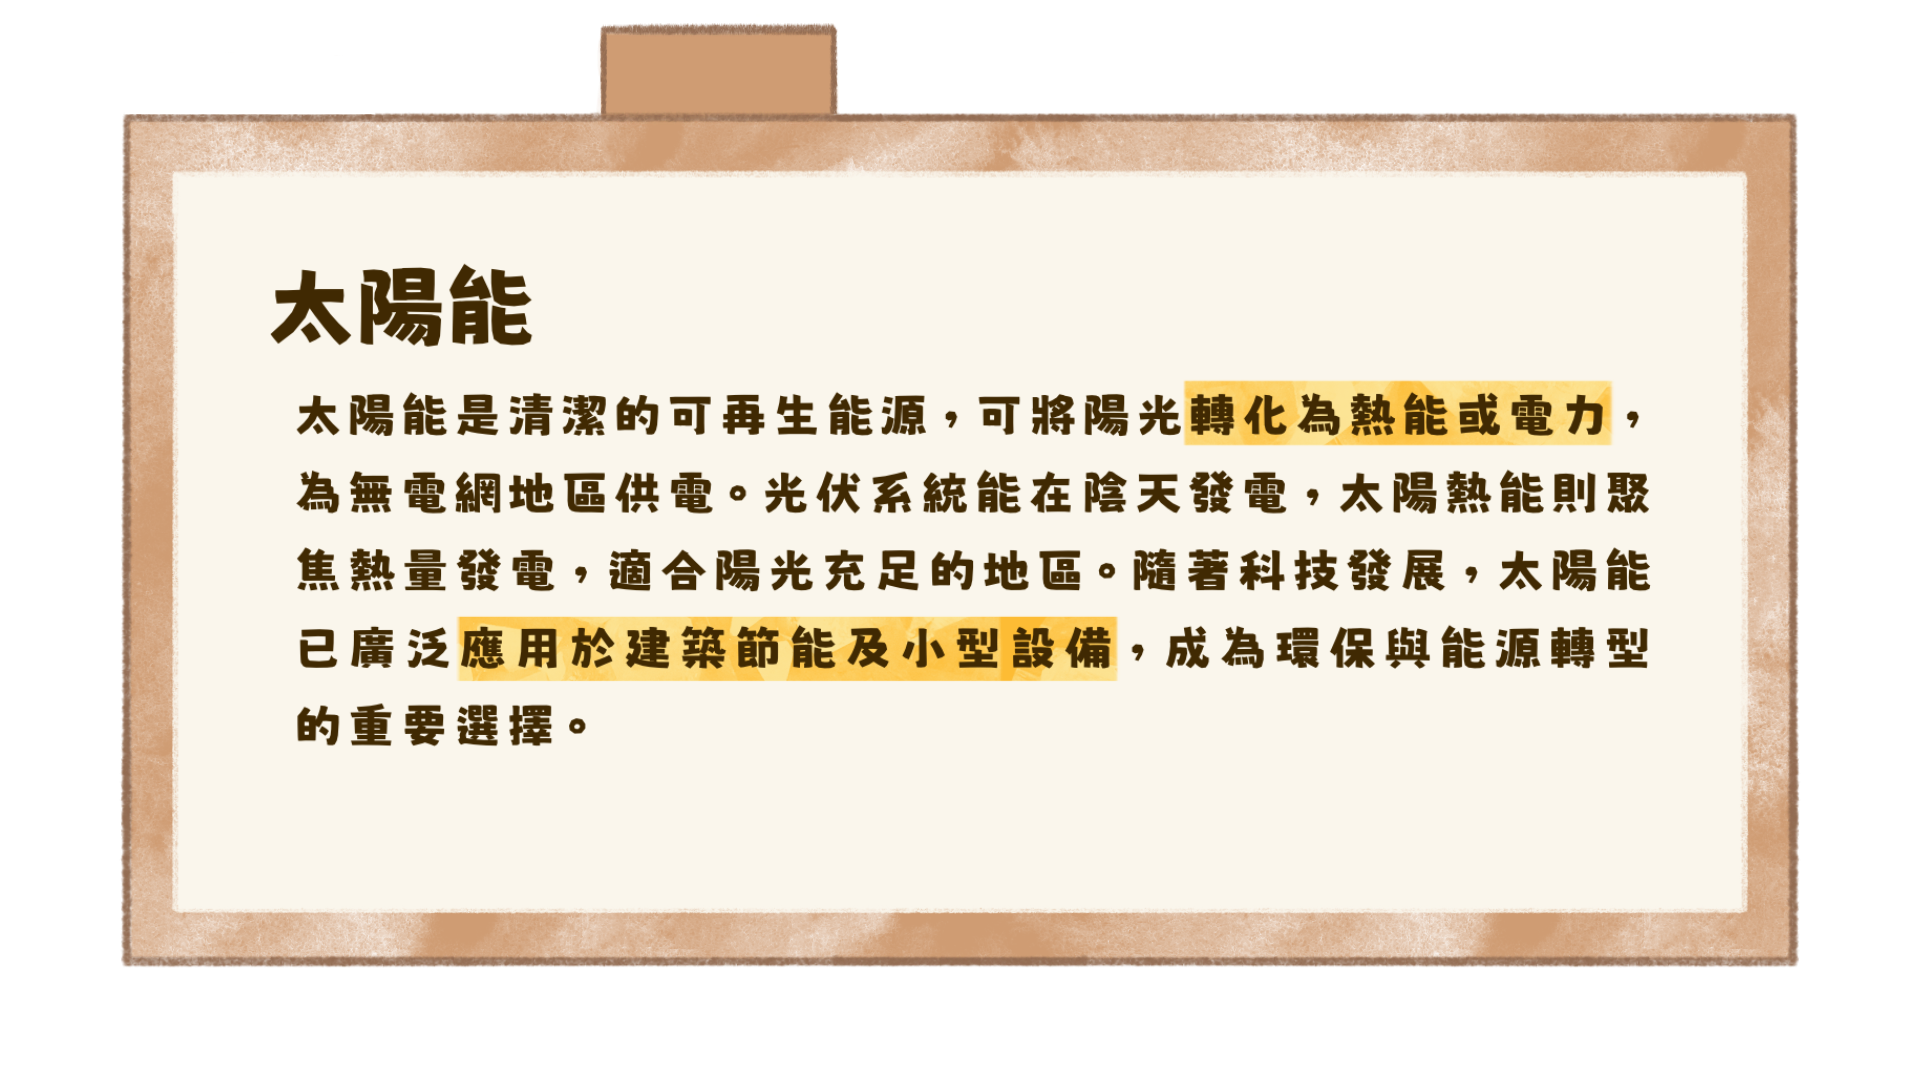 太陽能
太陽能是清潔的可再生能源，可將陽光轉化為熱能或電力，
為無電網地區供電。光伏系統能在陰天發電，太陽熱能則聚
焦熱量發電，適合陽光充足的地區。隨著科技發展，太陽能
已廣泛應用於建築節能及小型設備，成為環保與能源轉型
的重要選擇。